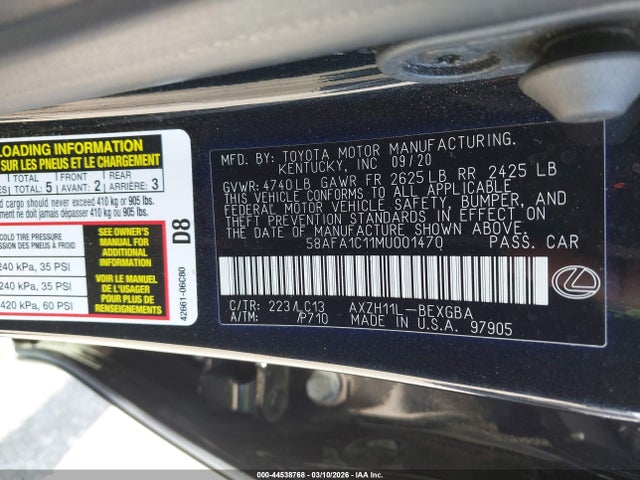 LOADING INFORMATION
SUR LES PNEUS ET LE CHARGEMENT
TOTAL : 5 FRONT AVANT: 2 REAR ARRIÈRE: 3
cargo should never exceed 410 kg or 905 lbs.
ne doit jamais dépasser 410 kg ou 905 lbs.
COLD TIRE PRESSURE
240 kPa, 35 PSI
240 kPa, 35 PSI
420 kPa, 60 PSI
SEE OWNER'S
MANUAL FOR
ADDITIONAL
INFORMATION
VOIR LE MANUEL
DE L'USAGER
POUR PLUS DE
RENSEIGNEMENTS
D8
42661-06C80
MFD. BY: TOYOTA MOTOR MANUFACTURING,
KENTUCKY, INC 09/20
GVWR: 4740LB GAWR FR 2625LB RR 2425 LB
THIS VEHICLE CONFORMS TO ALL APPLICABLE
FEDERAL MOTOR VEHICLE SAFETY, BUMPER, AND
THEFT PREVENTION STANDARDS IN EFFECT ON
THE DATE OF MANUFACTURE SHOWN ABOVE.
58AFA1C11MU001470 PASS. CAR
C/TR: 223/LC13 AXZH11L-BEXGBA
A/TM: /P710 MADE IN U.S.A. 97905
000-44538768 - 03/10/2026 - IAAI, Inc.